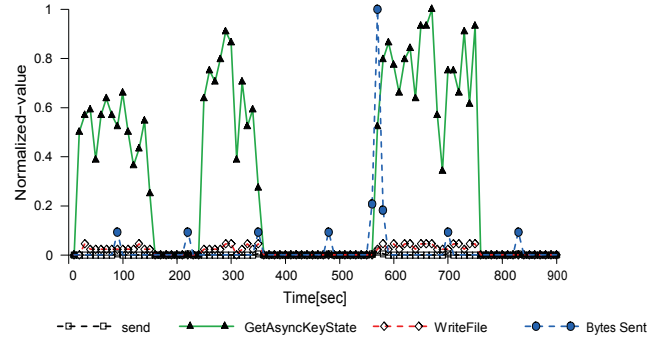 1
0.8
0.6
0.4
0.2
0
Normalized-value
0 100 200 300 400 500 600 700 800 900
Time[sec]
send GetAsyncKeyState WriteFile Bytes Sent